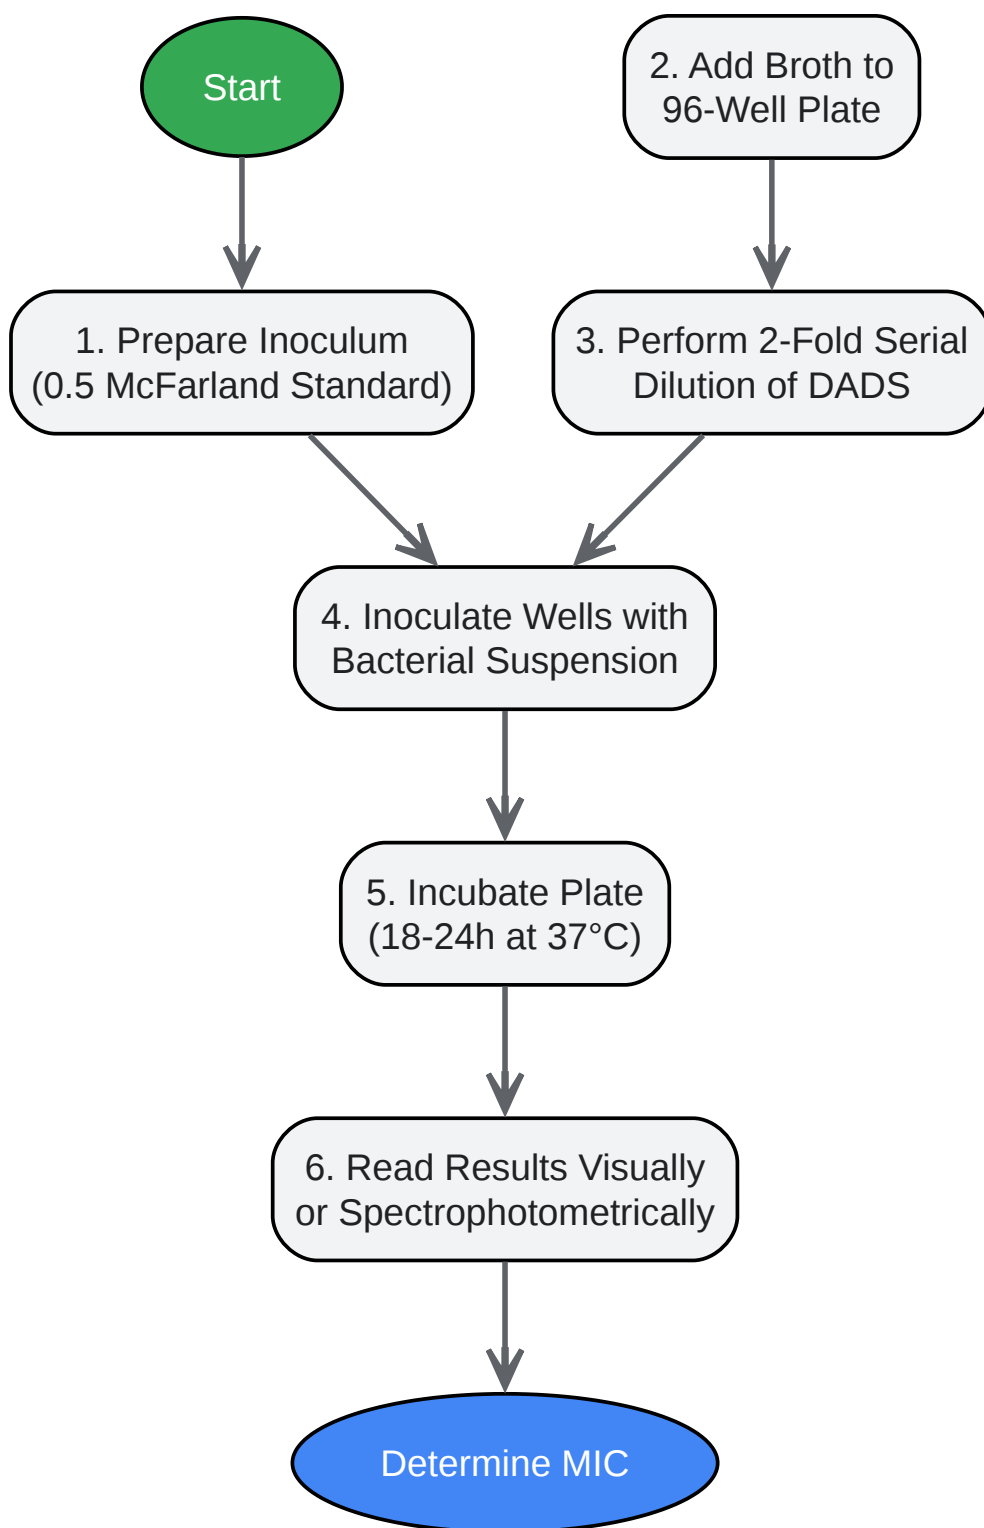 Start
2. Add Broth to
96-Well Plate
1. Prepare Inoculum
(0.5 McFarland Standard)
3. Perform 2-Fold Serial
Dilution of DADS
4. Inoculate Wells with
Bacterial Suspension
5. Incubate Plate
(18-24h at 37°C)
6. Read Results Visually
or Spectrophotometrically
Determine MIC